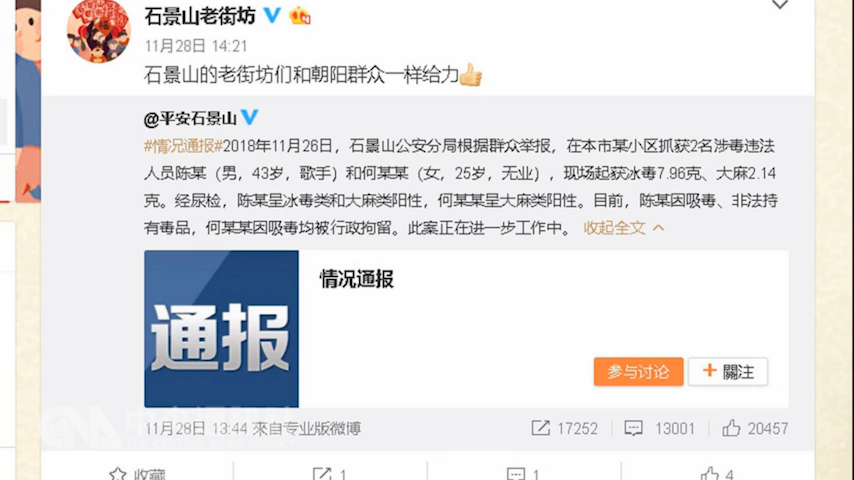 石景山老街坊
11月28日 14:21
石景山的老街坊们和朝阳群众一样给力
@平安石景山
#情况通报#2018年11月26日，石景山公安分局根据群众举报，在本市某小区抓获2名涉毒违法
人员陈某（男，43岁，歌手）和何某某（女，25岁，无业），现场起获冰毒7.96克、大麻2.14
克。经尿检，陈某呈冰毒类和大麻类阳性，何某某呈大麻类阳性。目前，陈某因吸毒、非法持
有毒品，何某某因吸毒均被行政拘留。此案正在进一步工作中。 收起全文
情况通报
通报
参与讨论
+ 關注
11月28日 13:44 來自专业版微博
17252
13001
20457
收藏
1
1
4